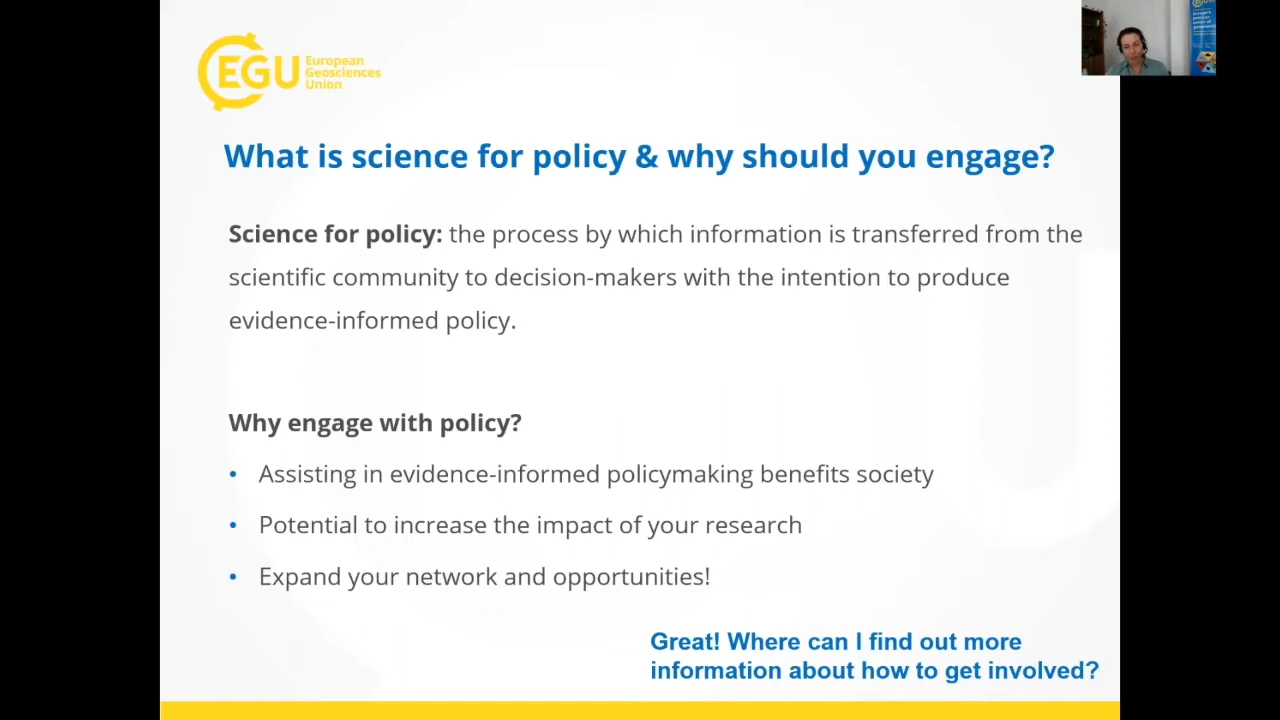 EGU
European
Geosciences
Union
What is science for policy & why should you engage?
Science for policy: the process by which information is transferred from the
scientific community to decision-makers with the intention to produce
evidence-informed policy.
Why engage with policy?
• Assisting in evidence-informed policymaking benefits society
• Potential to increase the impact of your research
• Expand your network and opportunities!
Great! Where can I find out more
information about how to get involved?